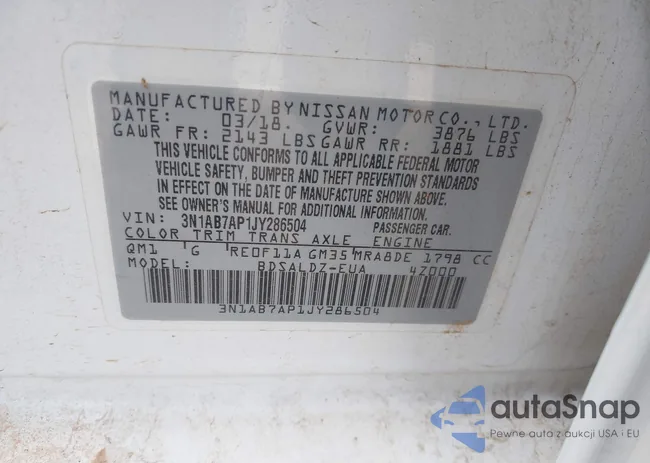 MANUFACTURED BY NISSAN MOTOR CO., LTD.
DATE: 03/18. GVWR: 3876 LBS
GAWR FR: 2143 LBS GAWR RR: 1881 LBS
THIS VEHICLE CONFORMS TO ALL APPLICABLE FEDERAL MOTOR
VEHICLE SAFETY, BUMPER AND THEFT PREVENTION STANDARDS
IN EFFECT ON THE DATE OF MANUFACTURE SHOWN ABOVE.
SEE OWNER'S MANUAL FOR ADDITIONAL INFORMATION.
VIN: 3N1AB7AP1JY286504 PASSENGER CAR.
COLOR TRIM TRANS AXLE ENGINE
QM1 G RE0F11A GM35 MRA8DE 1798 CC
MODEL: BDSALDZ-EUA 4Z000
3N1AB7AP1JY286504
autaSnap
Pewne auta z aukcji USA i EU